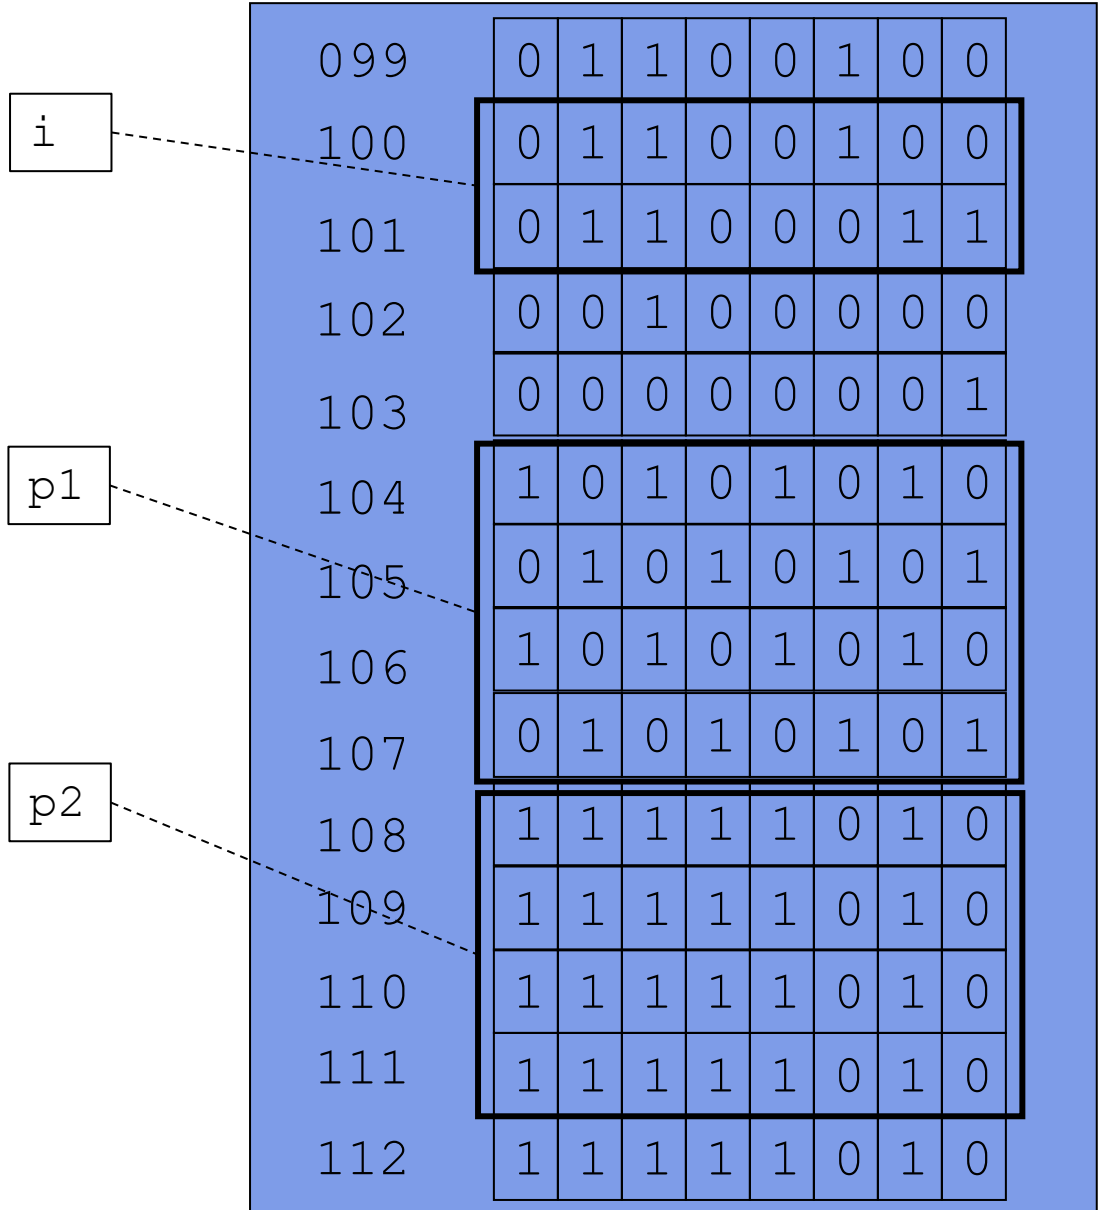 099 0 1 1 0 0 1 0 0
i
100 0 1 1 0 0 1 0 0
101 0 1 1 0 0 0 1 1
102 0 0 1 0 0 0 0 0
103 0 0 0 0 0 0 0 1
p1
104 1 0 1 0 1 0 1 0
105 0 1 0 1 0 1 0 1
106 1 0 1 0 1 0 1 0
107 0 1 0 1 0 1 0 1
p2
108 1 1 1 1 1 0 1 0
109 1 1 1 1 1 0 1 0
110 1 1 1 1 1 0 1 0
111 1 1 1 1 1 0 1 0
112 1 1 1 1 1 0 1 0